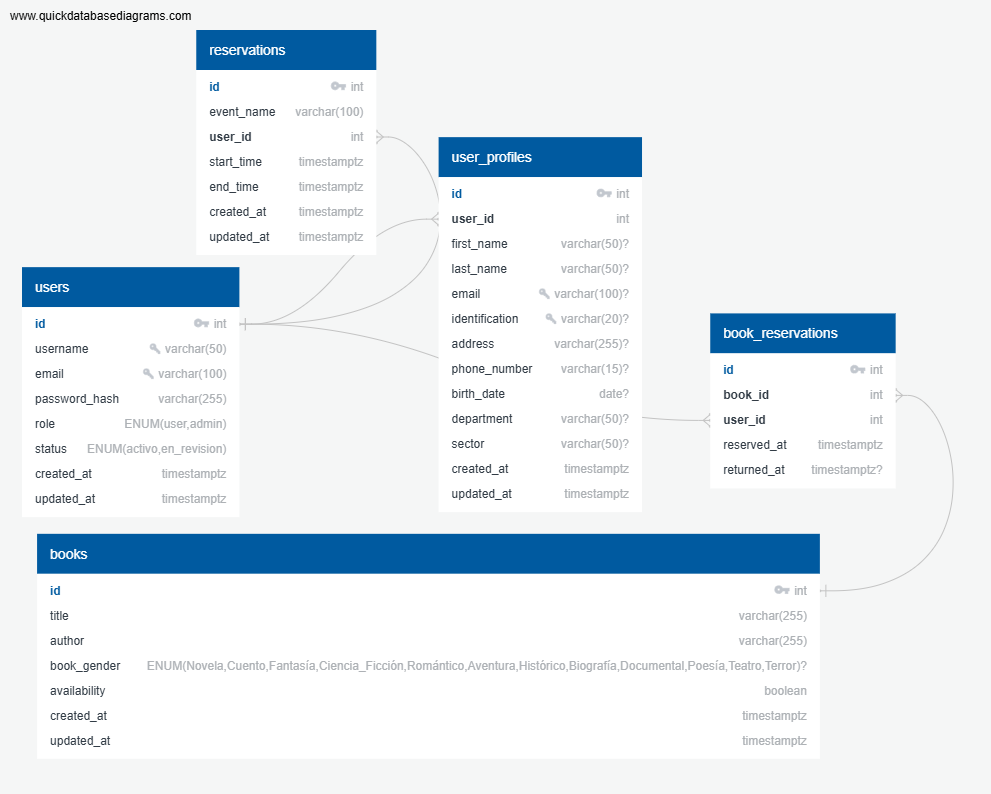 www.quickdatabasediagrams.com
reservations
id int
event_name varchar(100)
user_id int
start_time timestamptz
end_time timestamptz
created_at timestamptz
updated_at timestamptz
user_profiles
id int
user_id int
first_name varchar(50)?
last_name varchar(50)?
email varchar(100)?
identification varchar(20)?
address varchar(255)?
phone_number varchar(15)?
birth_date date?
department varchar(50)?
sector varchar(50)?
created_at timestamptz
updated_at timestamptz
users
id int
username varchar(50)
email varchar(100)
password_hash varchar(255)
role ENUM(user,admin)
status ENUM(activo,en_revision)
created_at timestamptz
updated_at timestamptz
book_reservations
id int
book_id int
user_id int
reserved_at timestamptz
returned_at timestamptz?
books
id int
title varchar(255)
author varchar(255)
book_gender ENUM(Novela,Cuento,Fantasía,Ciencia_Ficción,Romántico,Aventura,Histórico,Biografía,Documental,Poesía,Teatro,Terror)?
availability boolean
created_at timestamptz
updated_at timestamptz